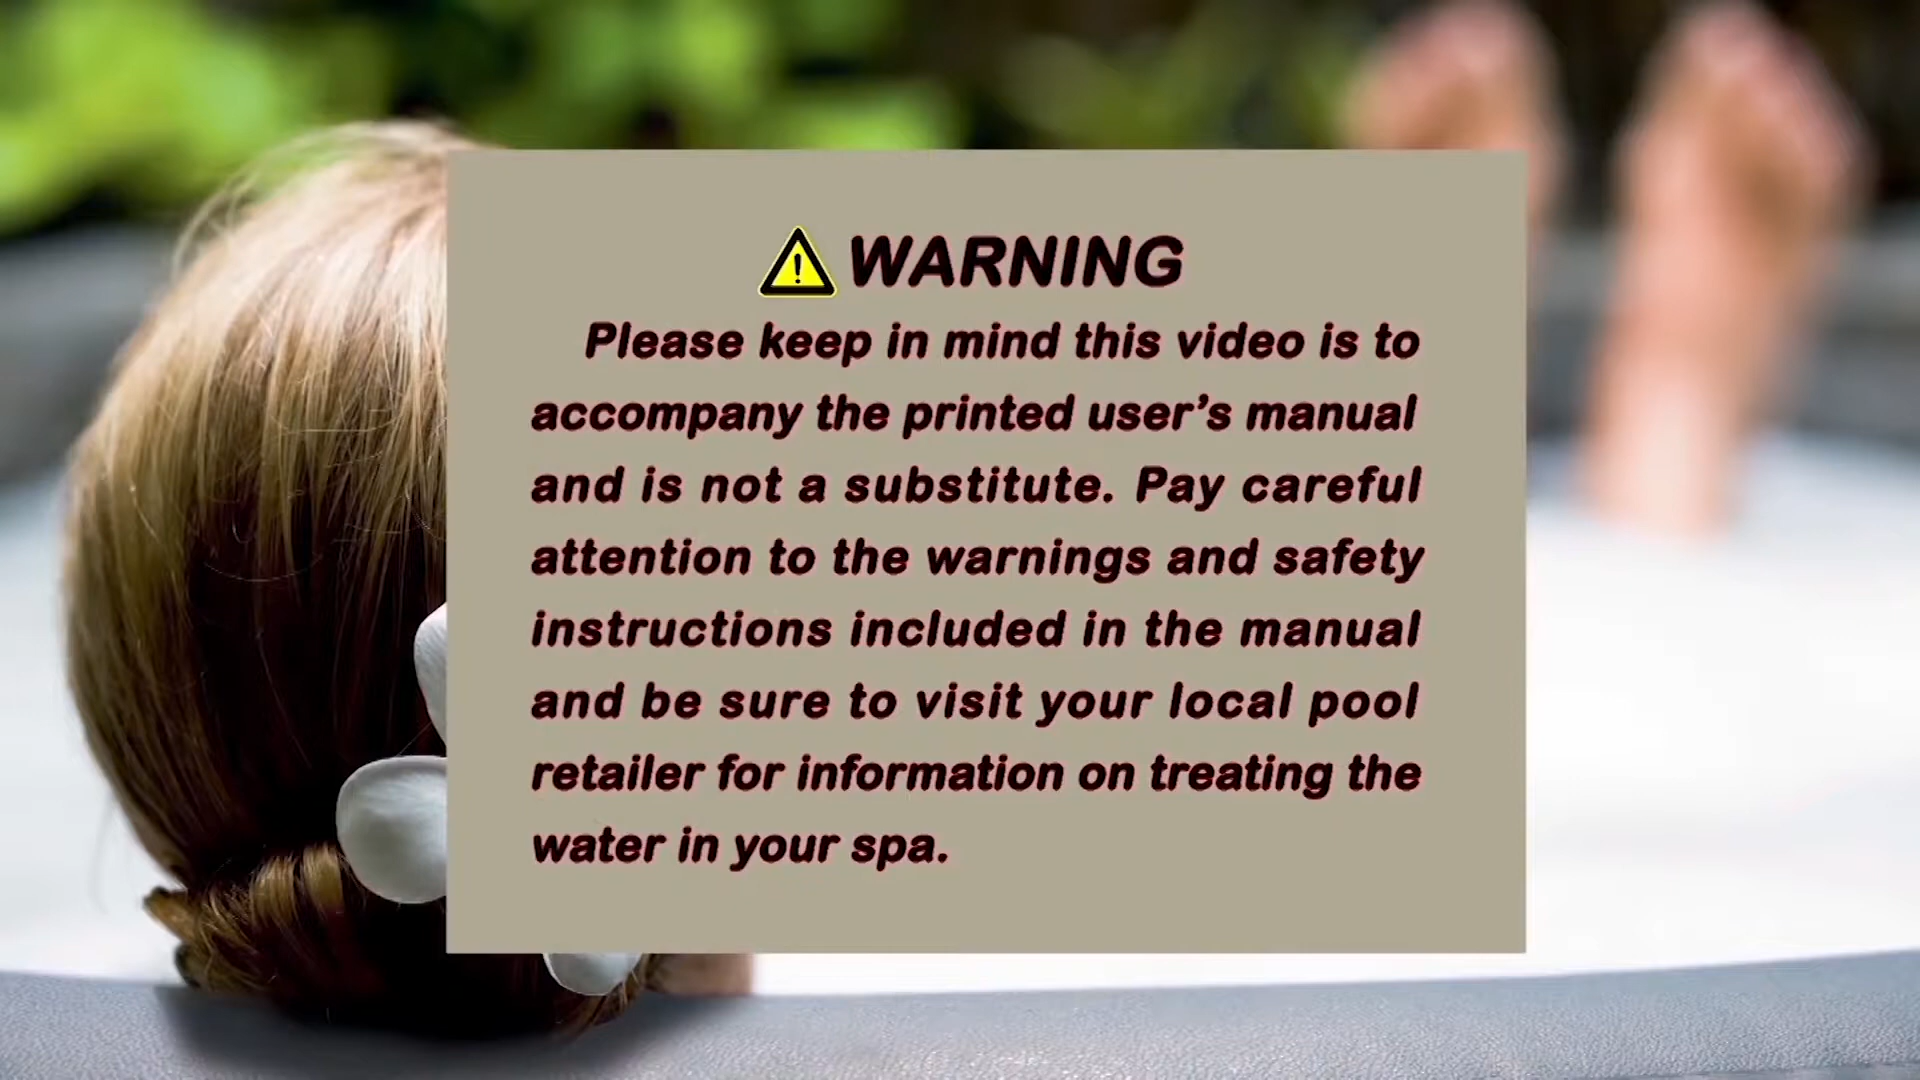 WARNING
Please keep in mind this video is to
accompany the printed user’s manual
and is not a substitute. Pay careful
attention to the warnings and safety
instructions included in the manual
and be sure to visit your local pool
retailer for information on treating the
water in your spa.